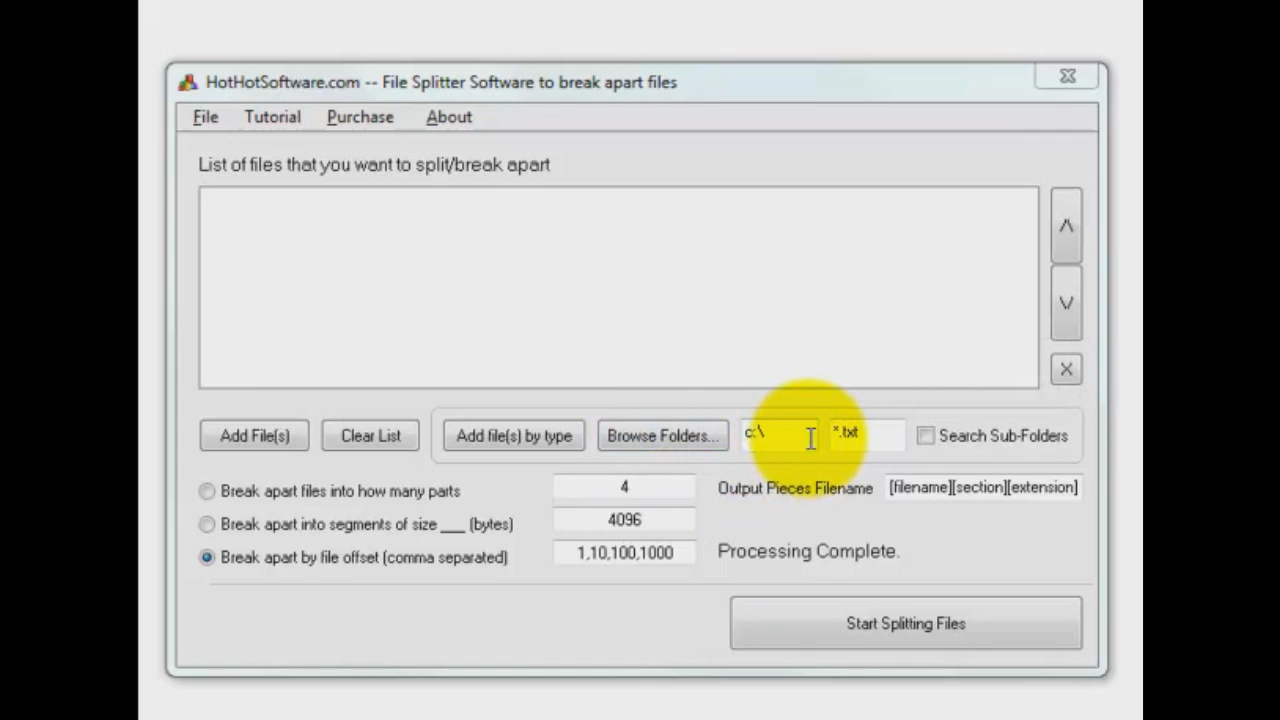 HotHotSoftware.com -- File Splitter Software to break apart files
File Tutorial Purchase About
List of files that you want to split/break apart
/\
\/
X
Add File(s) Clear List Add file(s) by type Browse Folders... c:\ *.txt Search Sub-Folders
Break apart files into how many parts 4 Output Pieces Filename [filename][section][extension]
Break apart into segments of size ___ (bytes) 4096
Break apart by file offset (comma separated) 1,10,100,1000 Processing Complete.
Start Splitting Files